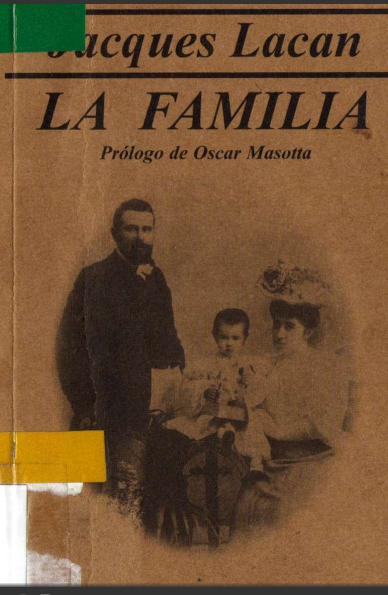 Jacques Lacan
LA FAMILIA
Prólogo de Oscar Masotta